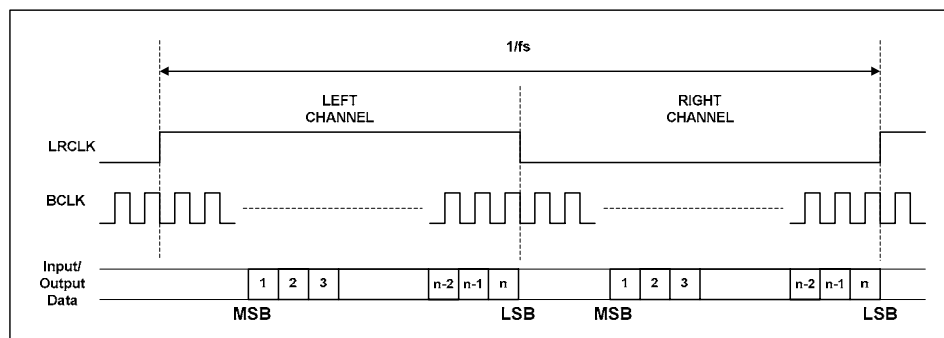 1/fs
LEFT
CHANNEL
RIGHT
CHANNEL
LRCLK
BCLK
Input/
Output
Data
1 2 3 n-2 n-1 n 1 2 3 n-2 n-1 n
MSB LSB MSB LSB